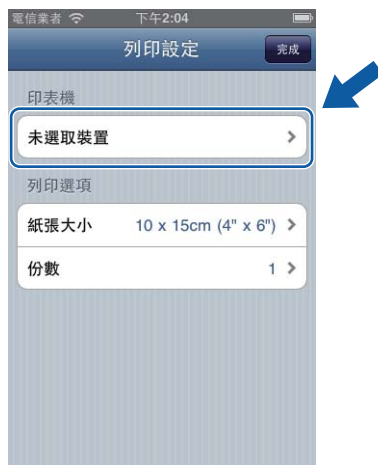 電信業者 下午2:04
列印設定 完成
印表機
未選取裝置
列印選項
紙張大小 10 x 15cm (4" x 6")
份數 1